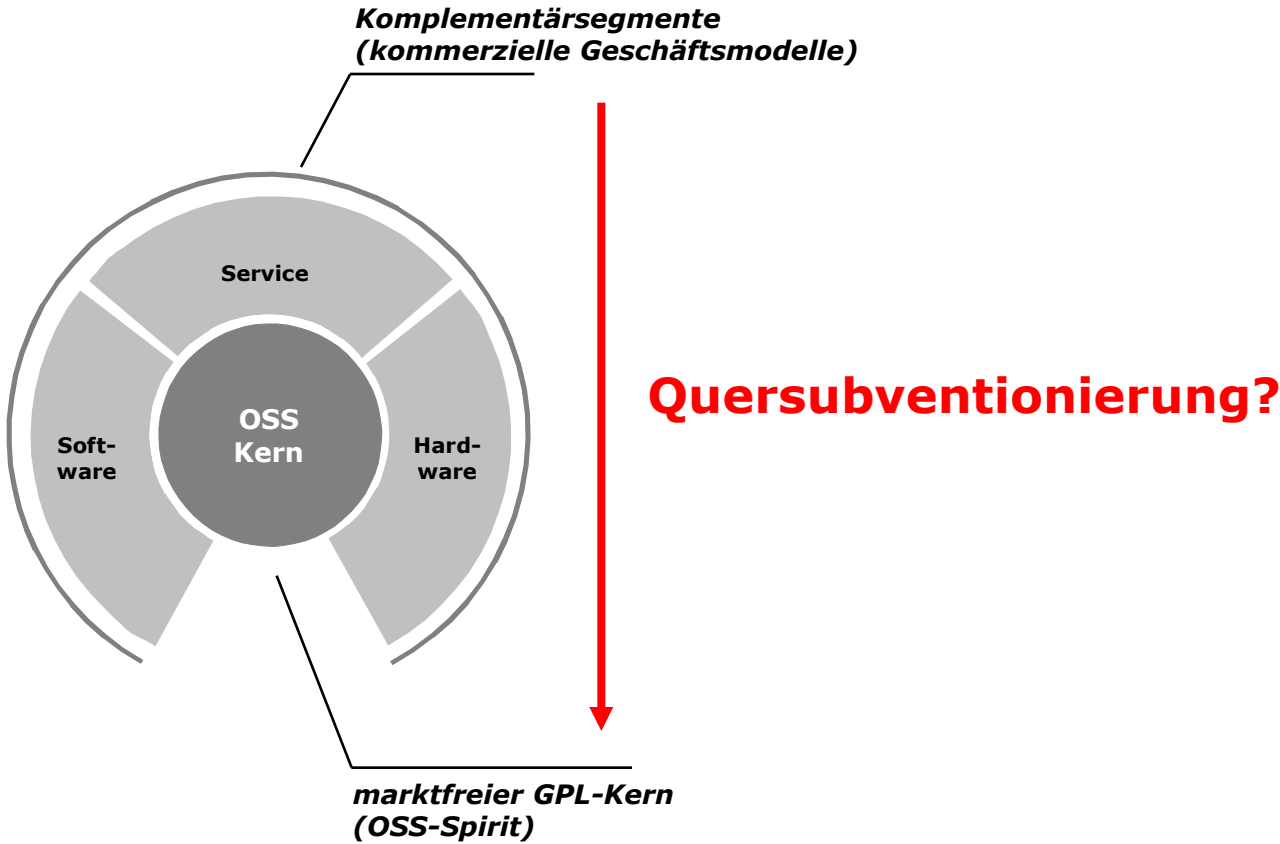 Komplementärsegmente
(kommerzielle Geschäftsmodelle)
Service
Soft-
ware
OSS
Kern
Hard-
ware
Quersubventionierung?
marktfreier GPL-Kern
(OSS-Spirit)